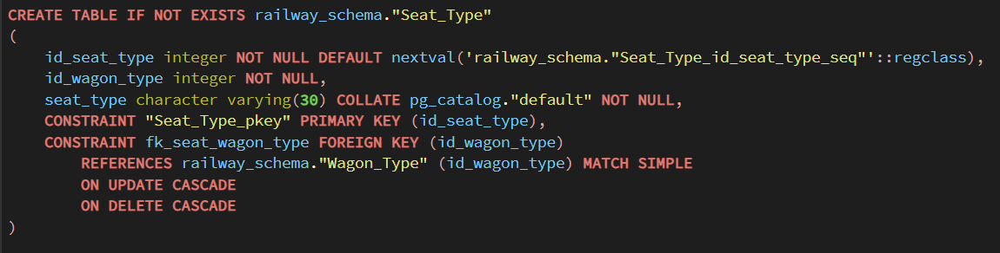 CREATE TABLE IF NOT EXISTS railway_schema."Seat_Type"
(
    id_seat_type integer NOT NULL DEFAULT nextval('railway_schema."Seat_Type_id_seat_type_seq"'::regclass),
    id_wagon_type integer NOT NULL,
    seat_type character varying(30) COLLATE pg_catalog."default" NOT NULL,
    CONSTRAINT "Seat_Type_pkey" PRIMARY KEY (id_seat_type),
    CONSTRAINT fk_seat_wagon_type FOREIGN KEY (id_wagon_type)
        REFERENCES railway_schema."Wagon_Type" (id_wagon_type) MATCH SIMPLE
        ON UPDATE CASCADE
        ON DELETE CASCADE
)